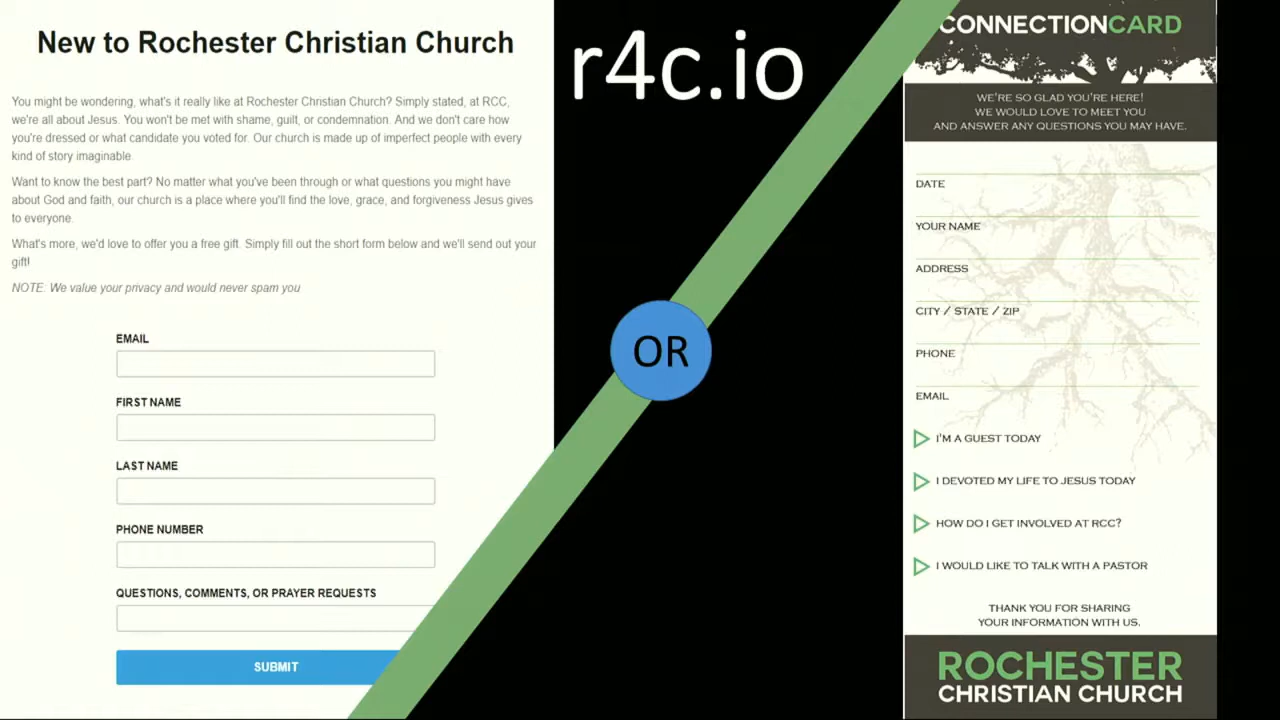 New to Rochester Christian Church
You might be wondering, what's it really like at Rochester Christian Church? Simply stated, at RCC,
we're all about Jesus. You won't be met with shame, guilt, or condemnation. And we don't care how
you're dressed or what candidate you voted for. Our church is made up of imperfect people with every
kind of story imaginable.
Want to know the best part? No matter what you've been through or what questions you might have
about God and faith, our church is a place where you'll find the love, grace, and forgiveness Jesus gives
to everyone.
What's more, we'd love to offer you a free gift. Simply fill out the short form below and we'll send out your
gift!
NOTE: We value your privacy and would never spam you
EMAIL
FIRST NAME
LAST NAME
PHONE NUMBER
QUESTIONS, COMMENTS, OR PRAYER REQUESTS
SUBMIT
r4c.io
OR
CONNECTIONCARD
WE'RE SO GLAD YOU'RE HERE!
WE WOULD LOVE TO MEET YOU
AND ANSWER ANY QUESTIONS YOU MAY HAVE.
DATE
YOUR NAME
ADDRESS
CITY / STATE / ZIP
PHONE
EMAIL
I'M A GUEST TODAY
I DEVOTED MY LIFE TO JESUS TODAY
HOW DO I GET INVOLVED AT RCC?
I WOULD LIKE TO TALK WITH A PASTOR
THANK YOU FOR SHARING
YOUR INFORMATION WITH US.
ROCHESTER
CHRISTIAN CHURCH